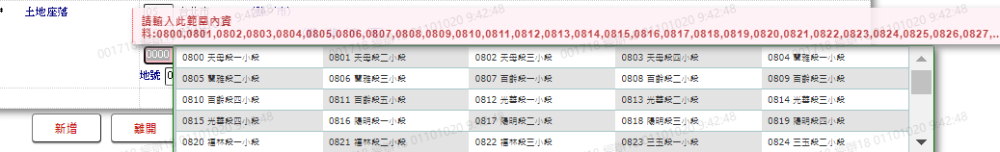 * 土地座落
請輸入此範圍內資
料:0800,0801,0802,0803,0804,0805,0806,0807,0808,0809,0810,0811,0812,0813,0814,0815,0816,0817,0818,0819,0820,0821,0822,0823,0824,0825,0826,0827,...
0000
地號 0
0800 天母段一小段 0801 天母段二小段 0802 天母段三小段 0803 天母段四小段 0804 蘭雅段一小段
0805 蘭雅段二小段 0806 蘭雅段三小段 0807 百齡段一小段 0808 百齡段二小段 0809 百齡段三小段
0810 百齡段四小段 0811 百齡段五小段 0812 光華段一小段 0813 光華段二小段 0814 光華段三小段
0815 光華段四小段 0816 陽明段一小段 0817 陽明段二小段 0818 陽明段三小段 0819 陽明段四小段
0820 福林段一小段 0821 福林段二小段 0822 福林段三小段 0823 三玉段一小段 0824 三玉段二小段
新增 離開